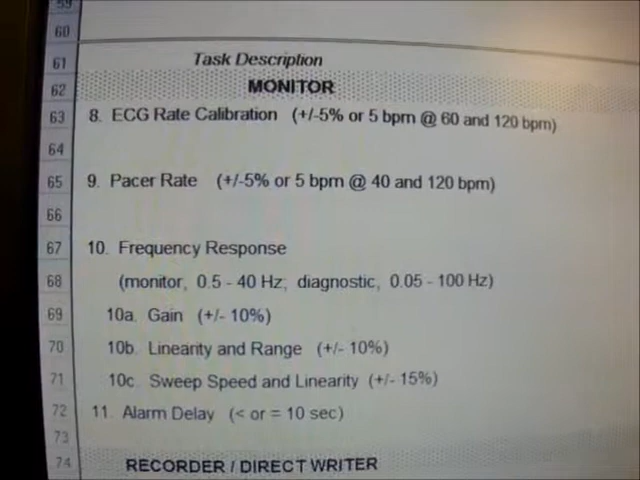 59
60
61 Task Description
62 MONITOR
63 8. ECG Rate Calibration (+/-5% or 5 bpm @ 60 and 120 bpm)
64
65 9. Pacer Rate (+/-5% or 5 bpm @ 40 and 120 bpm)
66
67 10. Frequency Response
68 (monitor, 0.5 - 40 Hz; diagnostic, 0.05 - 100 Hz)
69 10a. Gain (+/- 10%)
70 10b. Linearity and Range (+/- 10%)
71 10c. Sweep Speed and Linearity (+/- 15%)
72 11. Alarm Delay (< or = 10 sec)
73
74 RECORDER / DIRECT WRITER